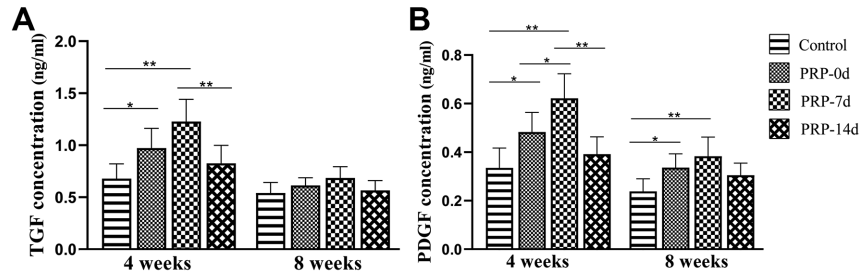 A
TGF concentration (ng/ml)
2.0
1.5
1.0
0.5
0.0
**
*
**
4 weeks
8 weeks
B
PDGF concentration (ng/ml)
0.8
0.6
0.4
0.2
0.0
**
**
*
*
**
*
4 weeks
8 weeks
Control
PRP-0d
PRP-7d
PRP-14d